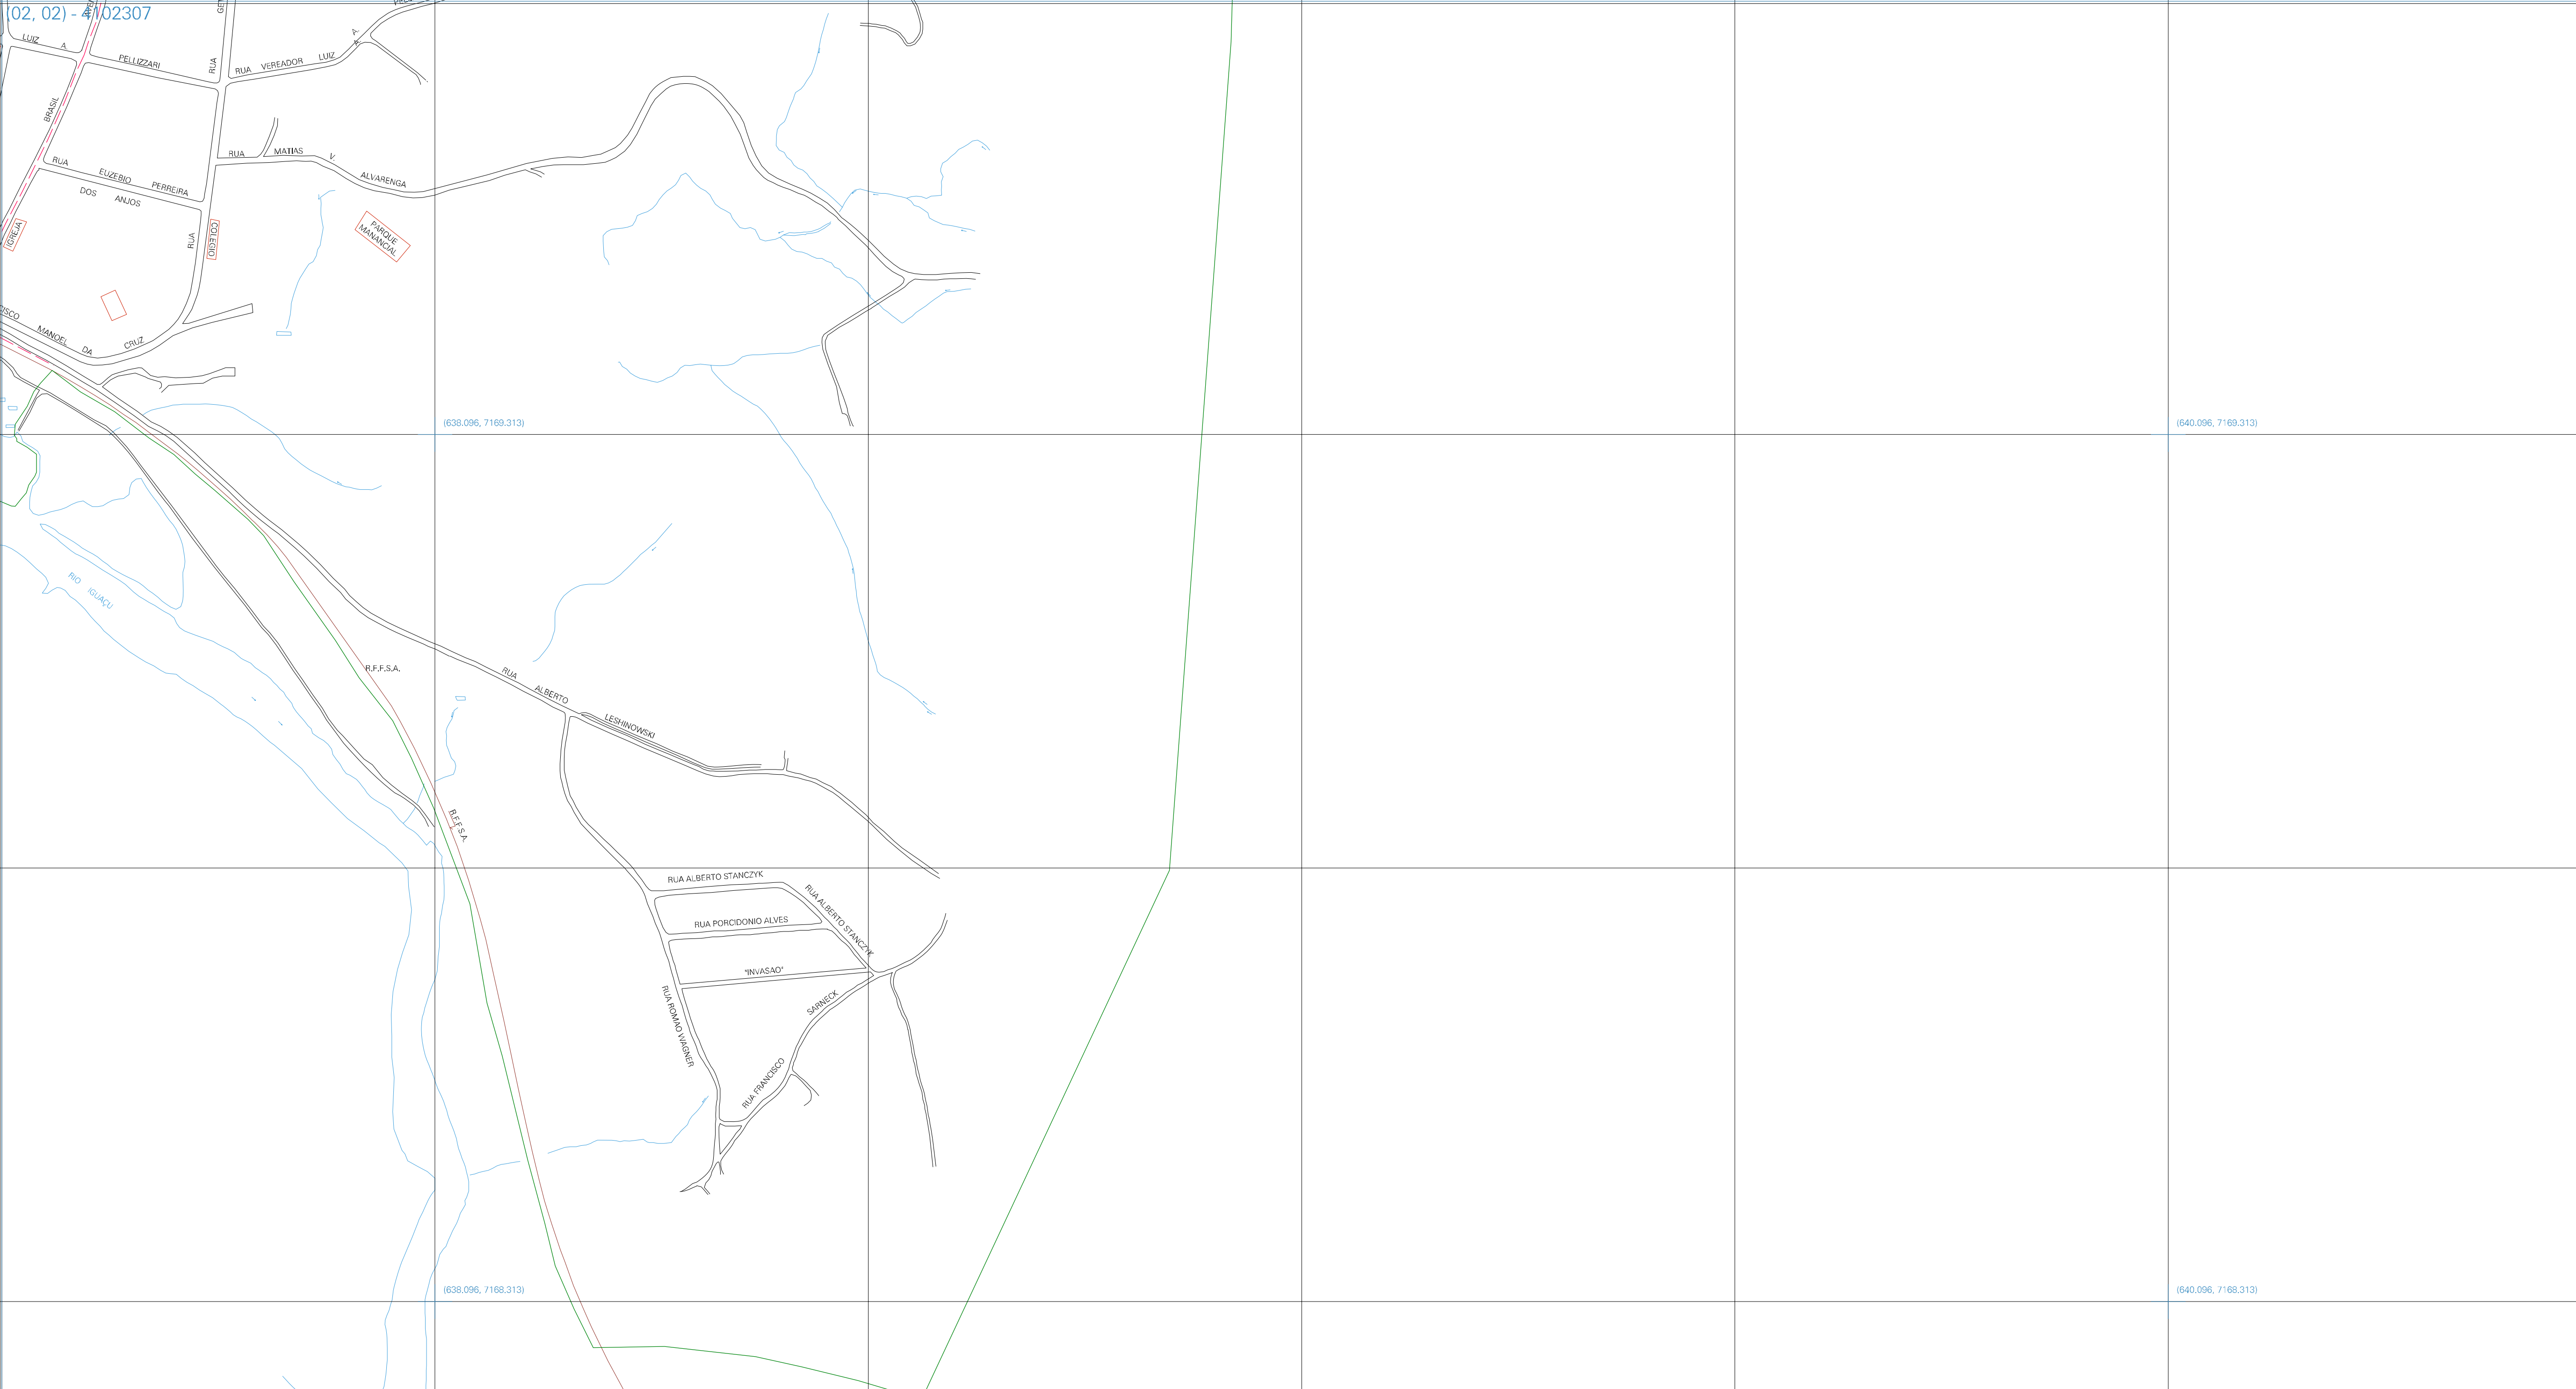 (02, 02) - 4102307
LUIZ A.
PELLIZZARI
RUA
RUA VEREADOR LUIZ A. A.
BRASIL
RUA EUZEBIO PERREIRA
DOS ANJOS
RUA MATIAS V. ALVARENGA
IGREJA
RUA
COLEGIO
PARQUE
MANANCIAL
MANOEL DA CRUZ
(638.096, 7169.313)
(640.096, 7169.313)
RIO IGUAÇU
R.F.F.S.A.
RUA ALBERTO LESHINOWSKI
R.F.F.S.A.
RUA ALBERTO STANCZYK
RUA ALBERTO STANCZYK
RUA PORCIDONIO ALVES
"INVASAO"
RUA ROMAO WAGNER
RUA FRANCISCO SARNECK
(638.096, 7168.313)
(640.096, 7168.313)